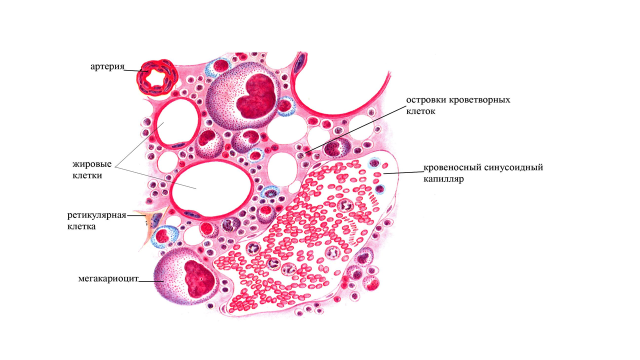 артерия
островки кроветворных
клеток
жировые
клетки
кровеносный синусоидный
капилляр
ретикулярная
клетка
мегакариоцит